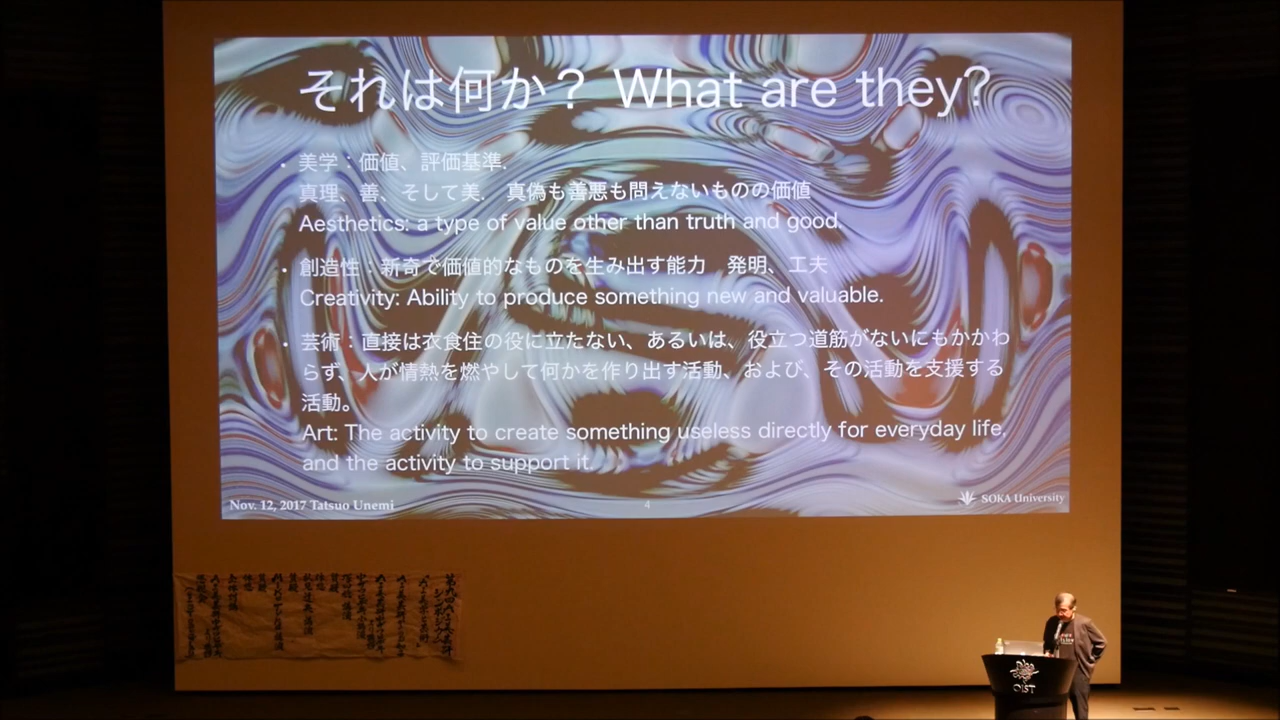 それは何か？ What are they?
• 美学：価値、評価基準.
真理、善、そして美.　真偽も善悪も問えないものの価値
Aesthetics: a type of value other than truth and good.
• 創造性：新奇で価値的なものを生み出す能力　発明、工夫
Creativity: Ability to produce something new and valuable.
• 芸術：直接は衣食住の役に立たない、あるいは、役立つ道筋がないにもかかわ
らず、人が情熱を燃やして何かを作り出す活動、および、その活動を支援する
活動。
Art: The activity to create something useless directly for everyday life,
and the activity to support it.
Nov. 12, 2017 Tatsuo Unemi
4
SOKA University
OIST